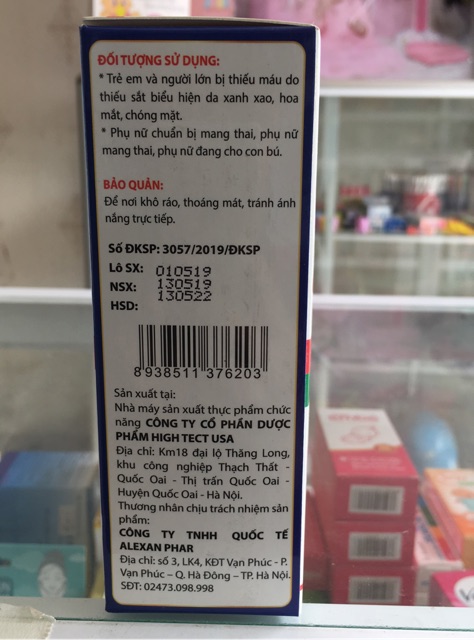 ĐỐI TƯỢNG SỬ DỤNG:
* Trẻ em và người lớn bị thiếu máu do
thiếu sắt biểu hiện da xanh xao, hoa
mắt, chóng mặt.
* Phụ nữ chuẩn bị mang thai, phụ nữ
mang thai, phụ nữ đang cho con bú.
BẢO QUẢN:
Để nơi khô ráo, thoáng mát, tránh ánh
nắng trực tiếp.
Số ĐKSP: 3057/2019/ĐKSP
Lô SX: 010519
NSX: 130519
HSD: 130522
8 938511 376203
Sản xuất tại:
Nhà máy sản xuất thực phẩm chức
năng CÔNG TY CỔ PHẦN DƯỢC
PHẨM HIGH TECT USA
Địa chỉ: Km18 đại lộ Thăng Long,
khu công nghiệp Thạch Thất -
Quốc Oai - Thị trấn Quốc Oai -
Huyện Quốc Oai - Hà Nội.
Thương nhân chịu trách nhiệm sản
phẩm:
CÔNG TY TNHH QUỐC TẾ
ALEXAN PHAR
Địa chỉ: số 3, LK4, KĐT Vạn Phúc - P.
Vạn Phúc – Q. Hà Đông – TP. Hà Nội.
SĐT: 02473.098.998